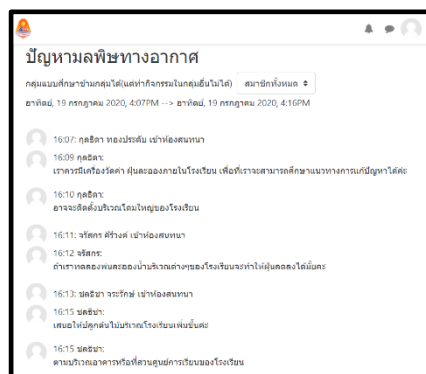 ปัญหามลพิษทางอากาศ
กลุ่มแบบศึกษาข้ามกลุ่มได้(แต่ทำกิจกรรมในกลุ่มอื่นไม่ได้) สมาชิกทั้งหมด
อาทิตย์, 19 กรกฎาคม 2020, 4:07PM --> อาทิตย์, 19 กรกฎาคม 2020, 4:16PM
16:07: กุลธิดา ทองประดับ เข้าห้องสนทนา
16:09 กุลธิดา:
เราควรมีเครื่องวัดค่า ฝุ่นละอองภายในโรงเรียน เพื่อที่เราจะสามารถศึกษาแนวทางการแก้ปัญหาได้ค่ะ
16:10 กุลธิดา:
อาจจะติดตั้งบริเวณโดมใหญ่ของโรงเรียน
16:11: จรัสกร คีรีวงค์ เข้าห้องสนทนา
16:12 จรัสกร:
ถ้าเราทดลองพ่นละอองน้ำบริเวณต่างๆของโรงเรียนจะทำให้ฝุ่นลดลงได้มั้ยคะ
16:13: ชลธิชา จระรักษ์ เข้าห้องสนทนา
16:15 ชลธิชา:
เสนอให้ปลูกต้นไม้บริเวณโรงเรียนเพิ่มขึ้นค่ะ
16:15 ชลธิชา:
ตามบริเวณอาคารหรือที่สวนศูนย์การเรียนของโรงเรียน